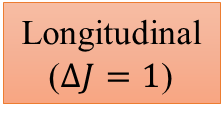 Longitudinal
(ΔJ = 1)